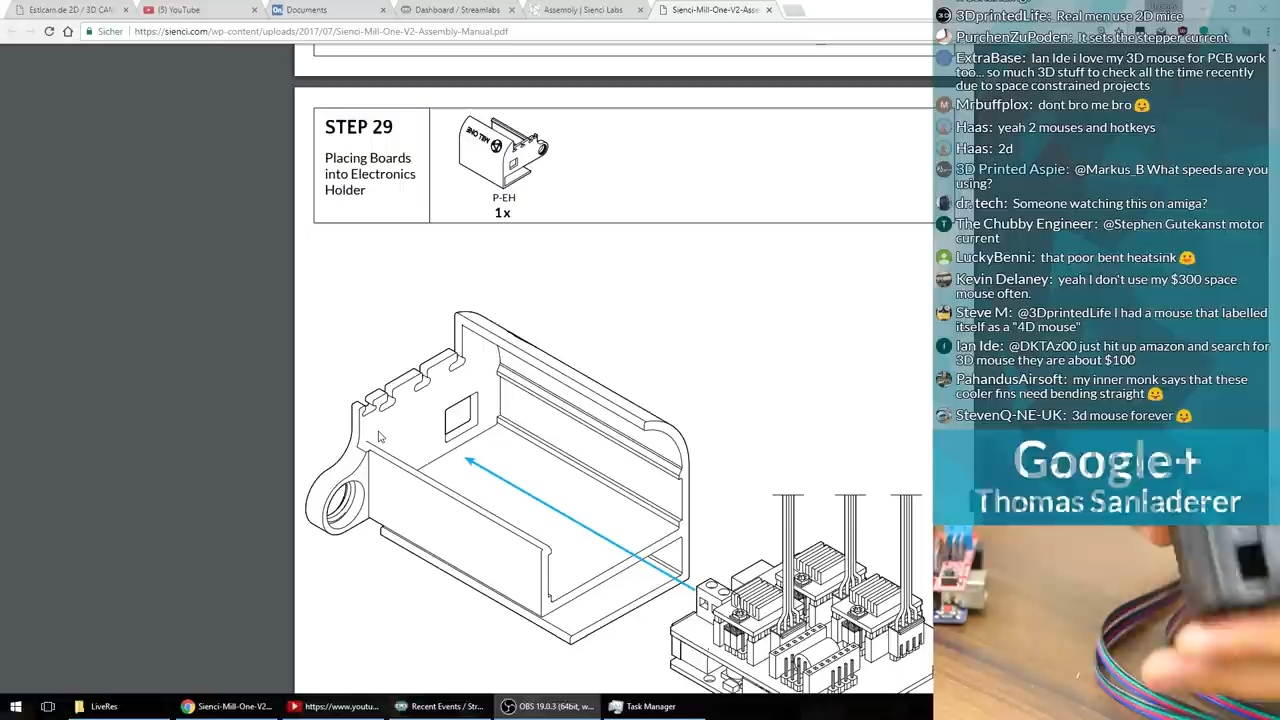 Estlcam.de 2D / 3D CAM
(5) YouTube
Documents
Dashboard / Streamlabs
Assembly | Sienci Labs
Sienci-Mill-One-V2-Asse
Sicher
https://sienci.com/wp-content/uploads/2017/07/Sienci-Mill-One-V2-Assembly-Manual.pdf
STEP 29
Placing Boards
into Electronics
Holder
MILL ONE
P-EH
1x
3DprintedLife: Real men use 2D mice
PurchenZuPoden: It sets the stepper current
ExtraBase: Ian Ide i love my 3D mouse for PCB work
too... so much 3D stuff to check all the time recently
due to space constrained projects
Mrbuffplox: dont bro me bro
Haas: yeah 2 mouses and hotkeys
Haas: 2d
3D Printed Aspie: @Markus_B What speeds are you
using?
dr.tech: Someone watching this on amiga?
The Chubby Engineer: @Stephen Gutekanst motor
current
LuckyBenni: that poor bent heatsink
Kevin Delaney: yeah I don't use my $300 space
mouse often.
Steve M: @3DprintedLife I had a mouse that labelled
itself as a "4D mouse"
Ian Ide: @DKTAz00 just hit up amazon and search for
3D mouse they are about $100
PahandusAirsoft: my inner monk says that these
cooler fins need bending straight
StevenQ-NE-UK: 3d mouse forever
Google+
Thomas Sanladerer
LiveRes
Sienci-Mill-One-V2...
https://www.youtu...
Recent Events / Str...
OBS 19.0.3 (64bit, w...
Task Manager